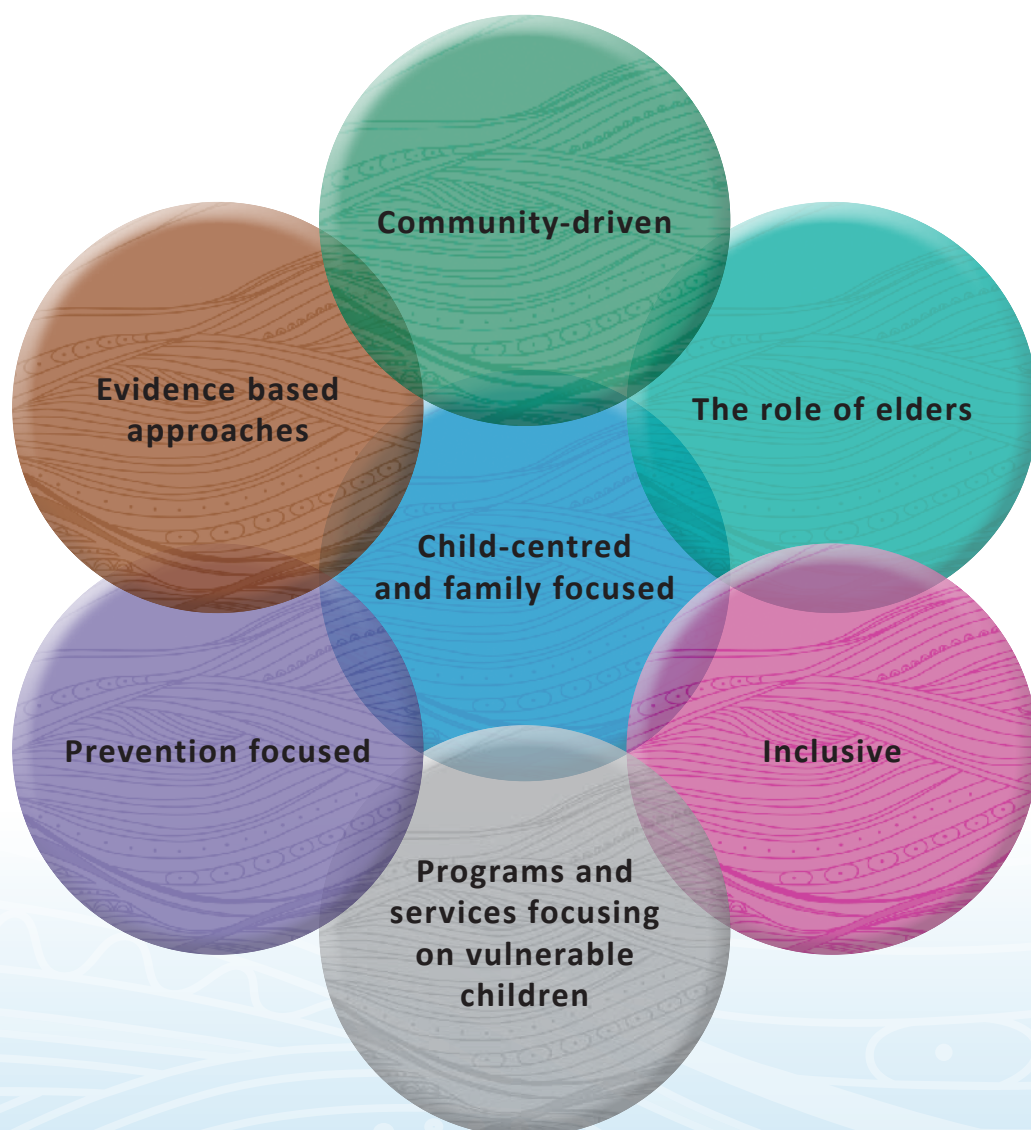 Community-driven
Evidence based
approaches
The role of elders
Child-centred
and family focused
Prevention focused
Inclusive
Programs and
services focusing
on vulnerable
children